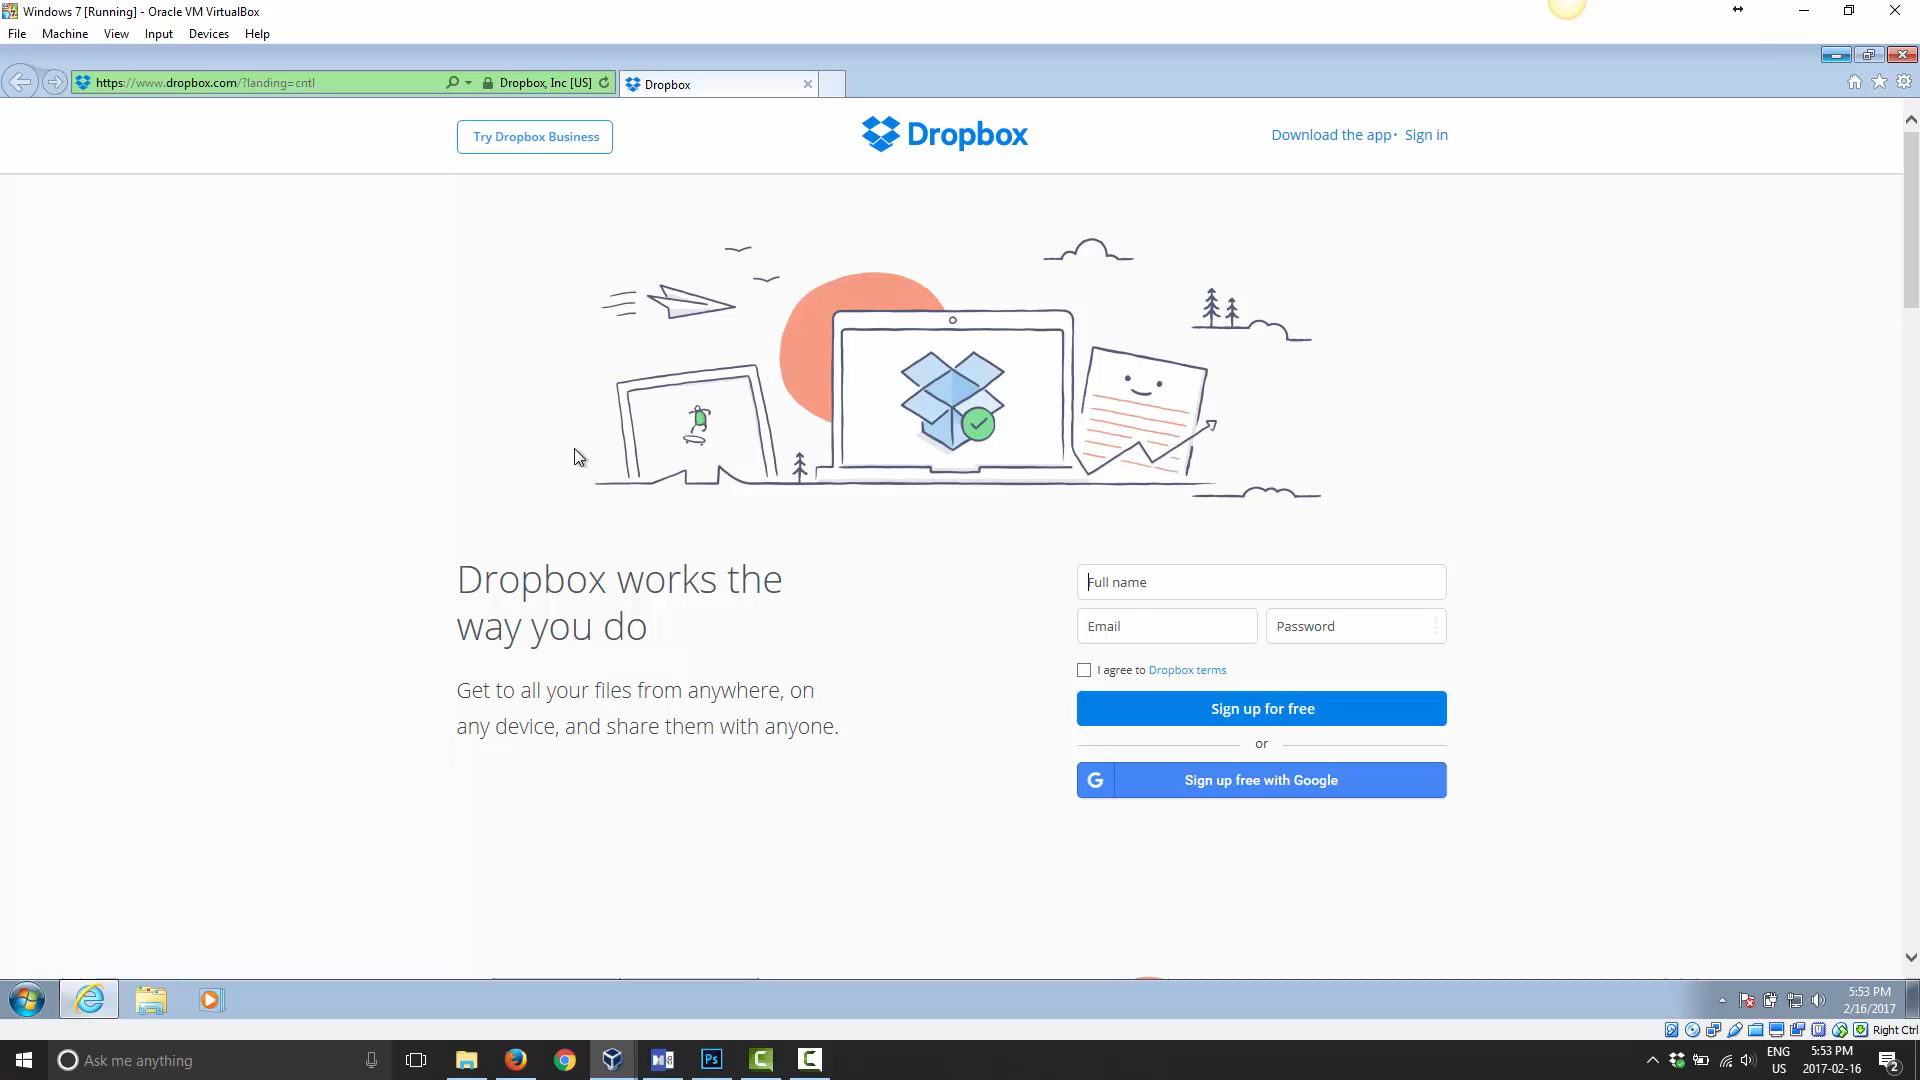 Windows 7 [Running] - Oracle VM VirtualBox
File Machine View Input Devices Help
https://www.dropbox.com/?landing=cntl
Dropbox, Inc [US]
Dropbox
Try Dropbox Business
Dropbox
Download the app · Sign in
Dropbox works the
way you do
Get to all your files from anywhere, on
any device, and share them with anyone.
Full name
Email
Password
I agree to Dropbox terms
Sign up for free
or
G
Sign up free with Google
5:53 PM
2/16/2017
Right Ctrl
Ask me anything
Ps
ENG
US
5:53 PM
2017-02-16
2